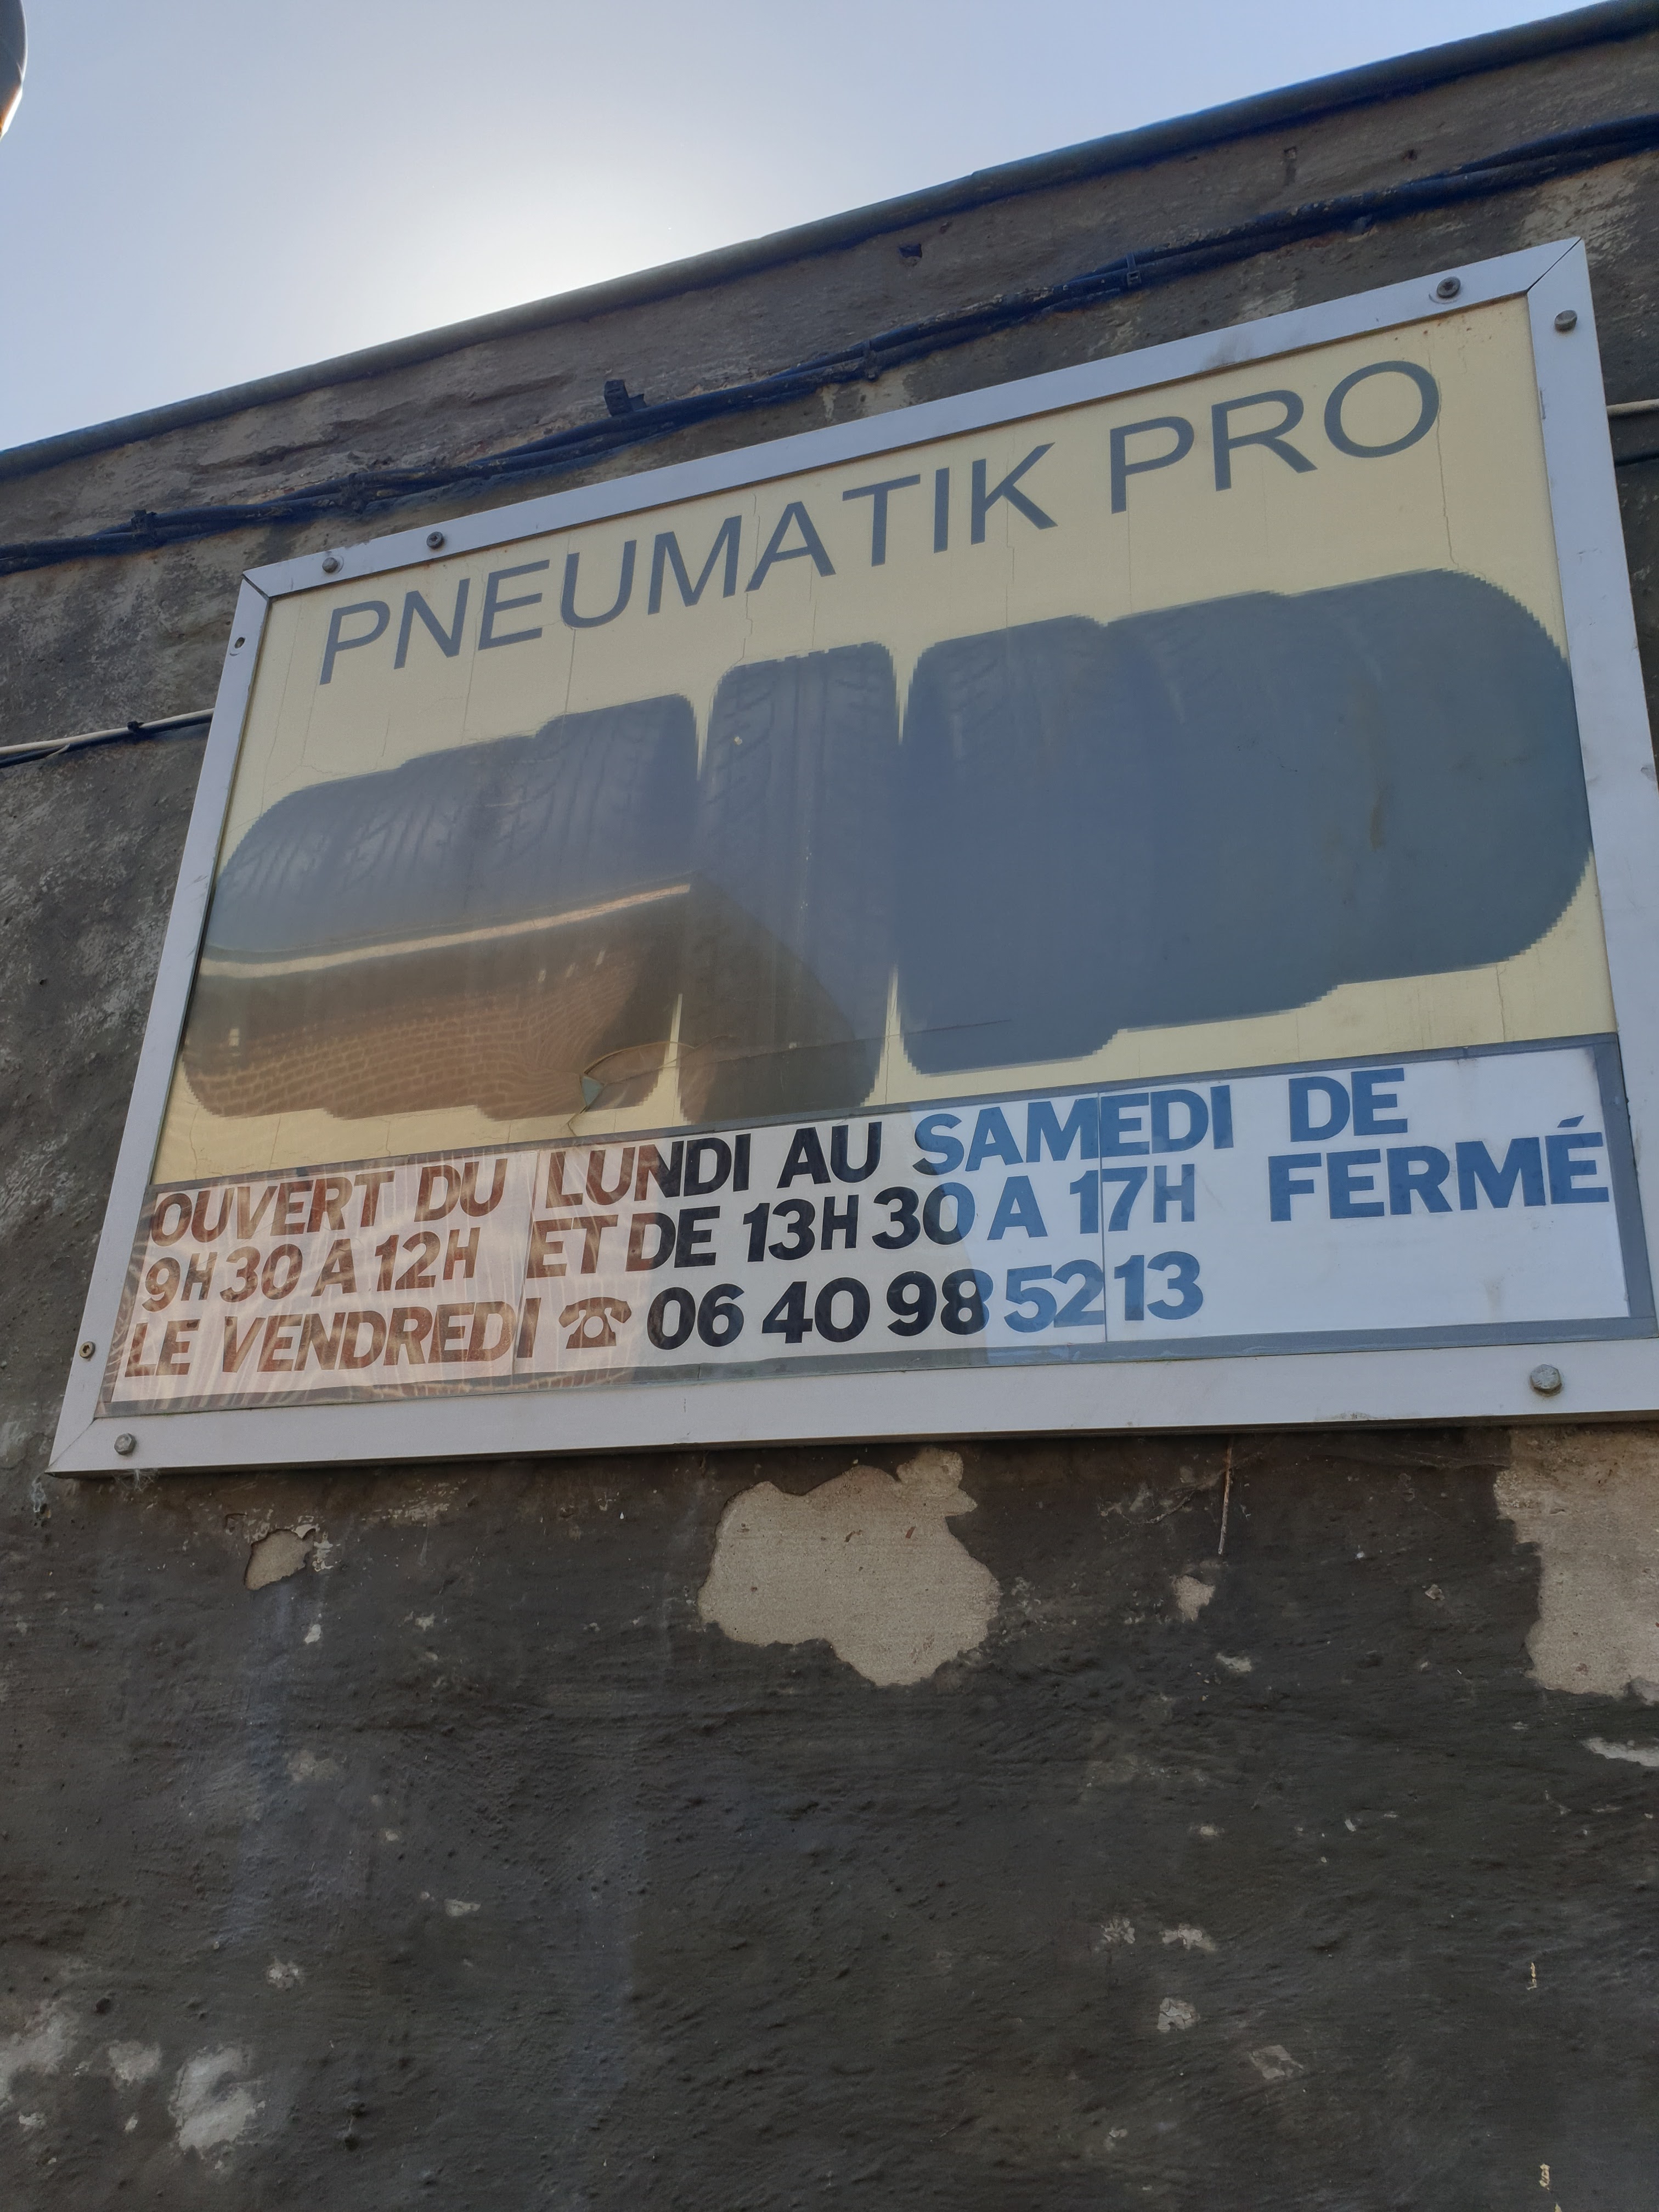 PNEUMATIK PRO
OUVERT DU LUNDI AU SAMEDI DE
9H30 A 12H ET DE 13H30 A 17H FERMÉ
LE VENDREDI ☎ 06 40 98 52 13